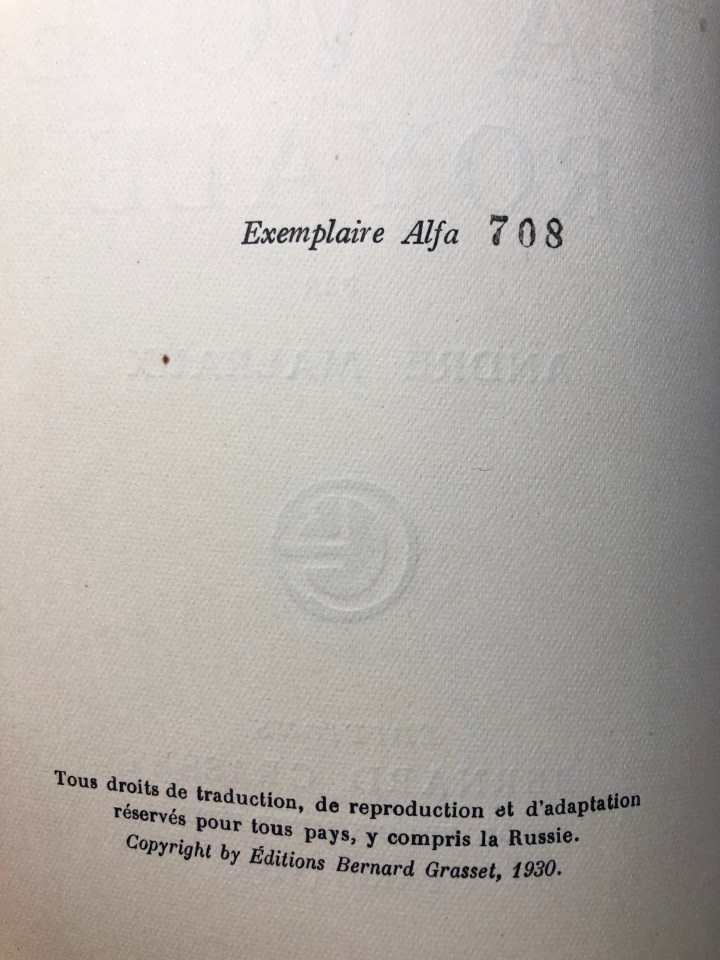 Exemplaire Alfa 708
Tous droits de traduction, de reproduction et d'adaptation
réservés pour tous pays, y compris la Russie.
Copyright by Éditions Bernard Grasset, 1930.